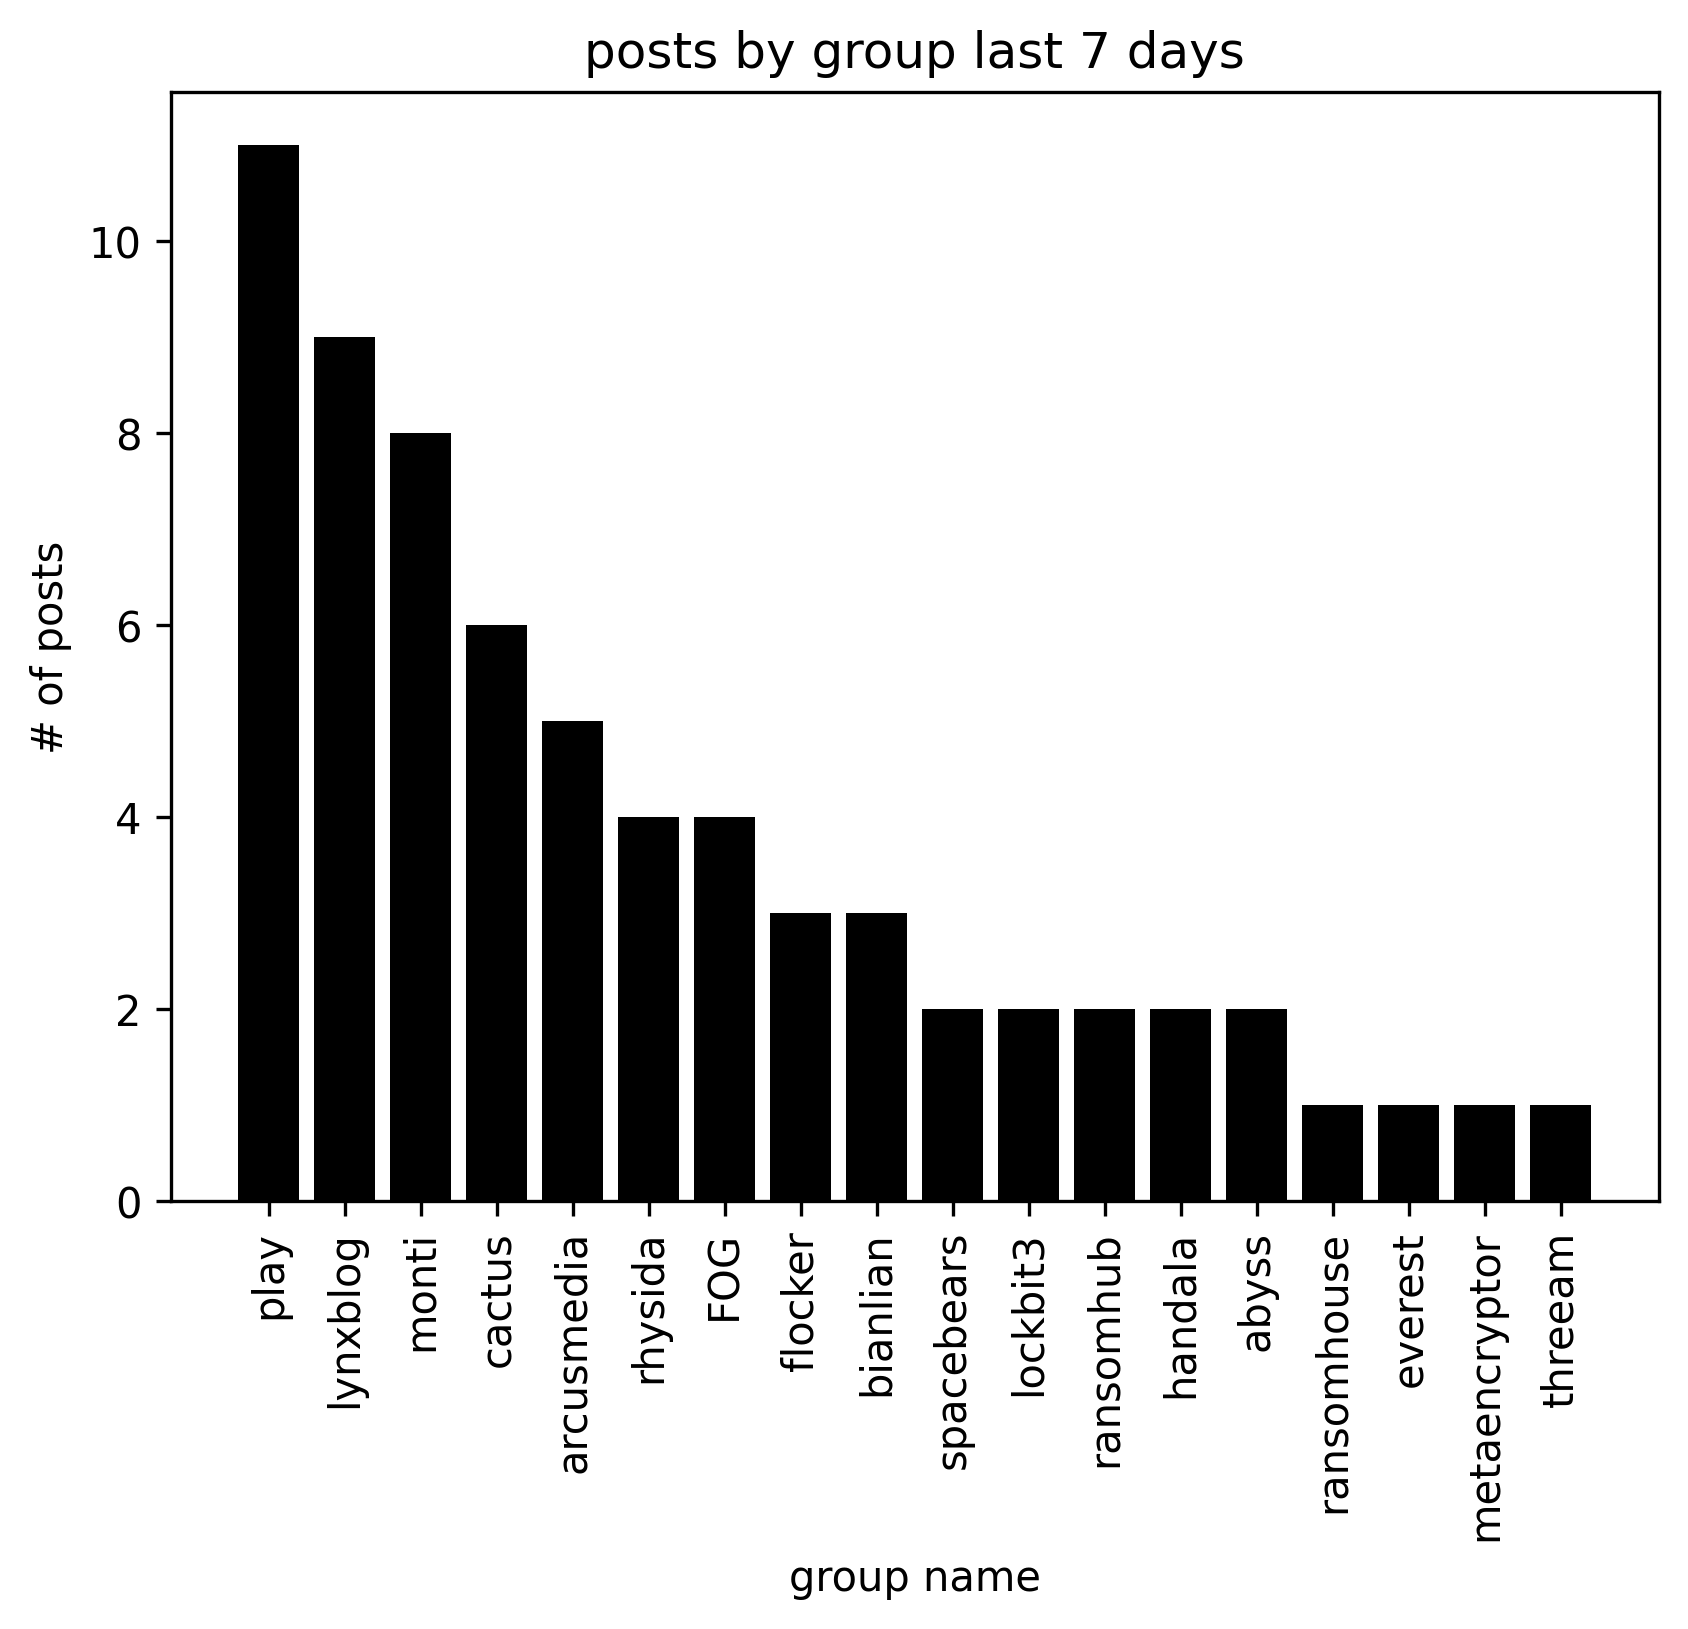 posts by group last 7 days
# of posts
10
8
6
4
2
0
play
lynxblog
monti
cactus
arcusmedia
rhysida
FOG
flocker
bianlian
spacebears
lockbit3
ransomhub
handala
abyss
ransomhouse
everest
metaencryptor
threeam
group name